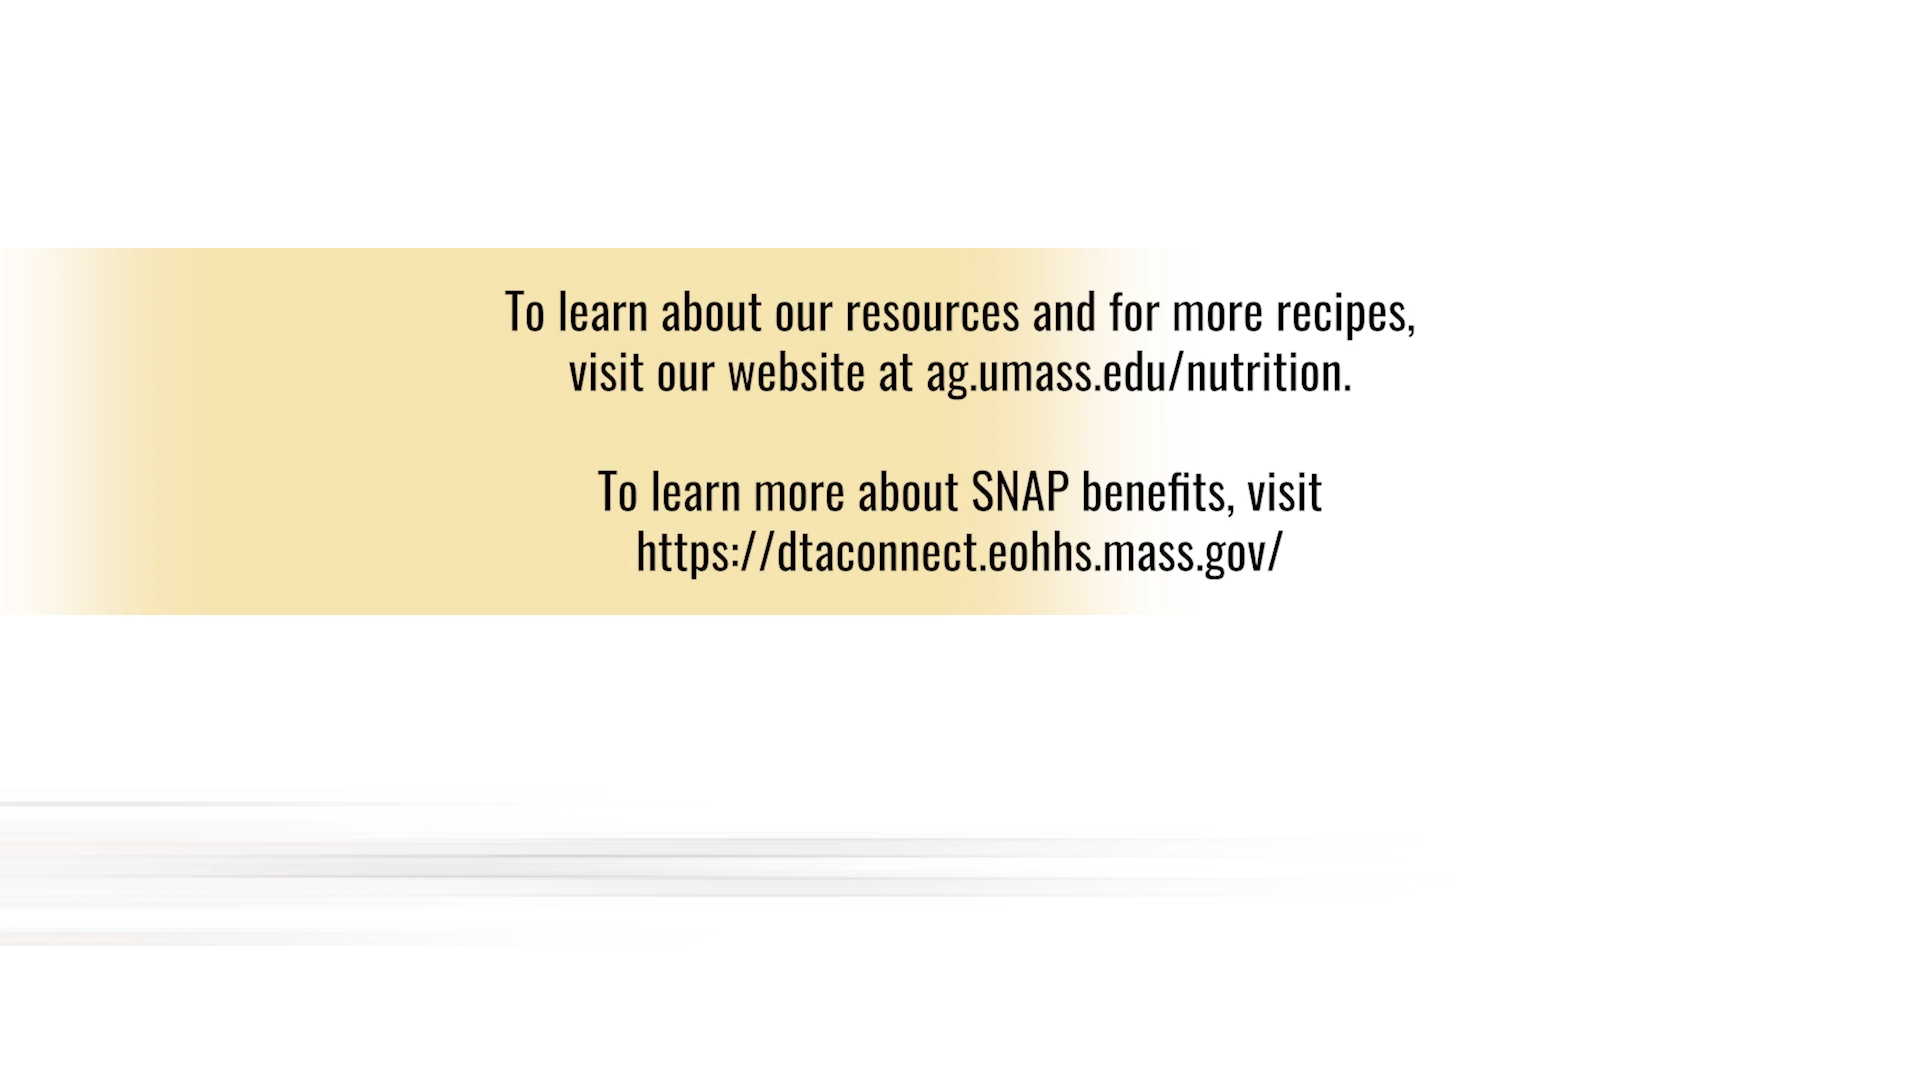 To learn about our resources and for more recipes,
visit our website at ag.umass.edu/nutrition.
To learn more about SNAP benefits, visit
https://dtaconnect.eohhs.mass.gov/